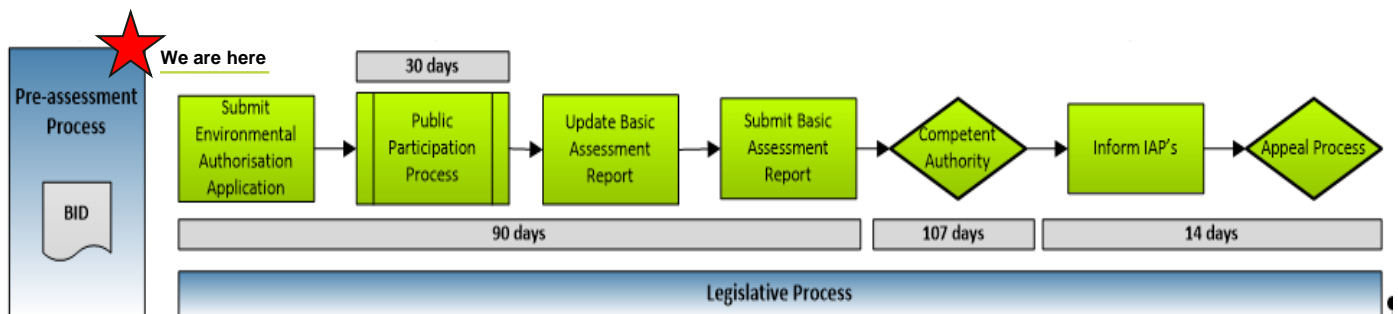 We are here
Pre-assessment
Process
BID
30 days
Submit
Environmental
Authorisation
Application
Public
Participation
Process
Update Basic
Assessment
Report
Submit Basic
Assessment
Report
Competent
Authority
Inform IAP's
Appeal Process
90 days
107 days
14 days
Legislative Process